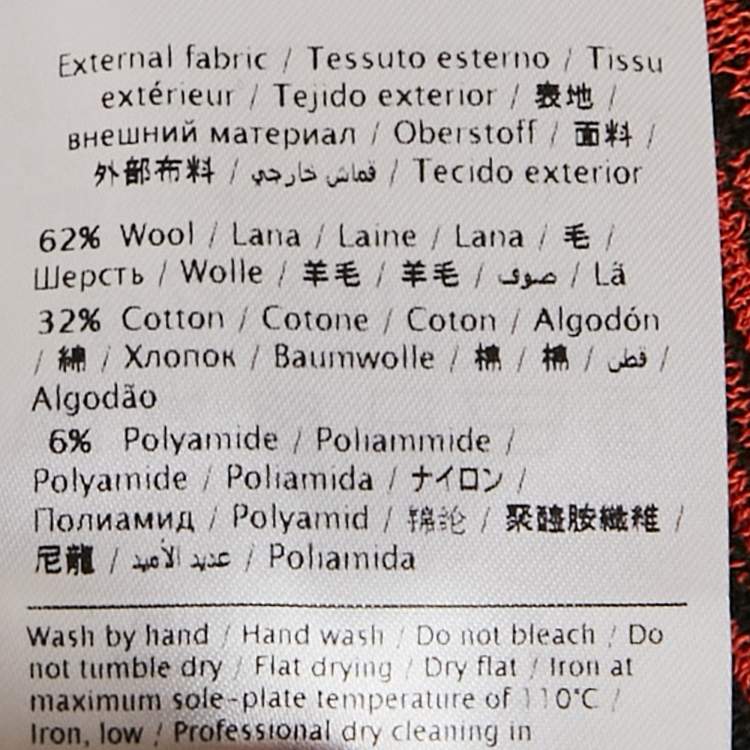 External fabric / Tessuto esterno / Tissu
extérieur / Tejido exterior / 表地 /
внешний материал / Oberstoff / 面料 /
外部布料 / قماش خارجي / Tecido exterior
62% Wool / Lana / Laine / Lana / 毛 /
Шерсть / Wolle / 羊毛 / 羊毛 / صوف / Lã
32% Cotton / Cotone / Coton / Algodón
/ 綿 / Хлопок / Baumwolle / 棉 / 棉 / قطن /
Algodão
6% Polyamide / Poliammide /
Polyamide / Poliamida / ナイロン /
Полиамид / Polyamid / 锦纶 / 聚醯胺纖維 /
尼龍 / عديد الأميد / Poliamida
Wash by hand / Hand wash / Do not bleach / Do
not tumble dry / Flat drying / Dry flat / Iron at
maximum sole-plate temperature of 110°C /
Iron, low / Professional dry cleaning in